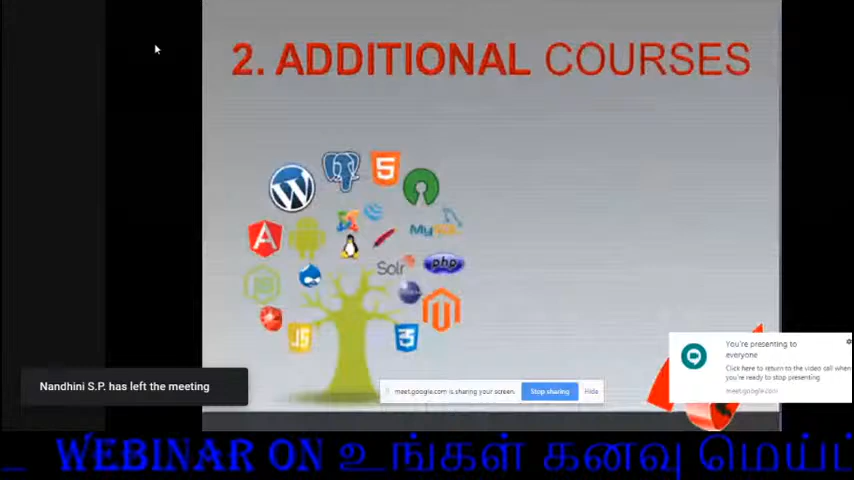 2. ADDITIONAL COURSES
5
W
A
MySQL
Solr
php
JS
3
You're presenting to
everyone
Click here to return to the video call when
you're ready to stop presenting
meet.google.com
Nandhini S.P. has left the meeting
meet.google.com is sharing your screen.
Stop sharing
Hide
WEBINAR ON உங்கள் கனவு மெய்ப்